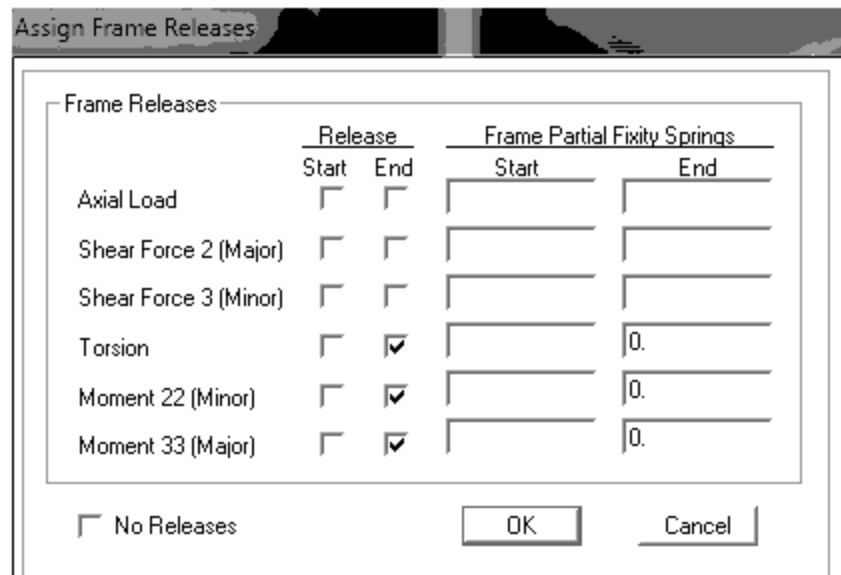 Assign Frame Releases
Frame Releases
Release Frame Partial Fixity Springs
Start End Start End
Axial Load
Shear Force 2 (Major)
Shear Force 3 (Minor)
Torsion 0.
Moment 22 (Minor) 0.
Moment 33 (Major) 0.
No Releases OK Cancel